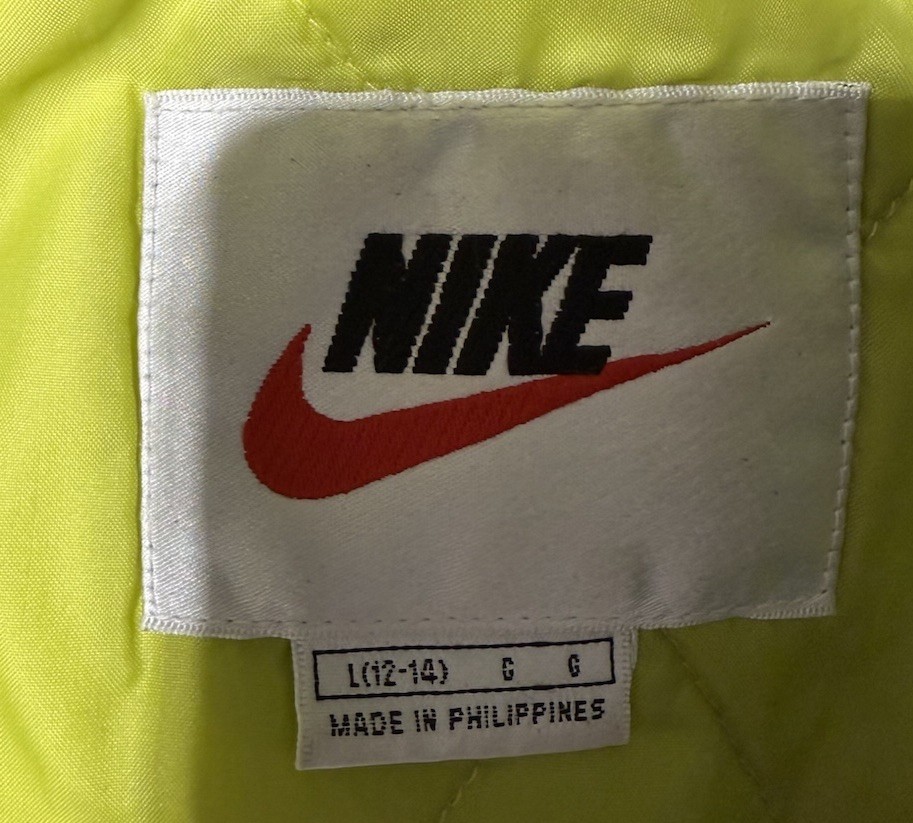 NIKE
L(12-14) G G
MADE IN PHILIPPINES